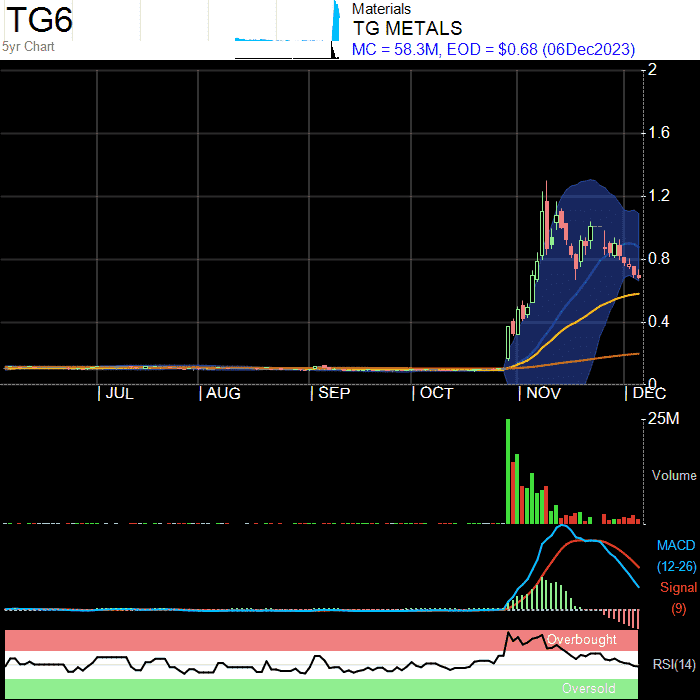 TG6
5yr Chart
Materials
TG METALS
MC = 58.3M, EOD = $0.68 (06Dec2023)
2
1.6
1.2
0.8
0.4
0
JUL AUG SEP OCT NOV DEC
25M
Volume
MACD
(12-26)
Signal
(9)
Overbought
RSI(14)
Oversold